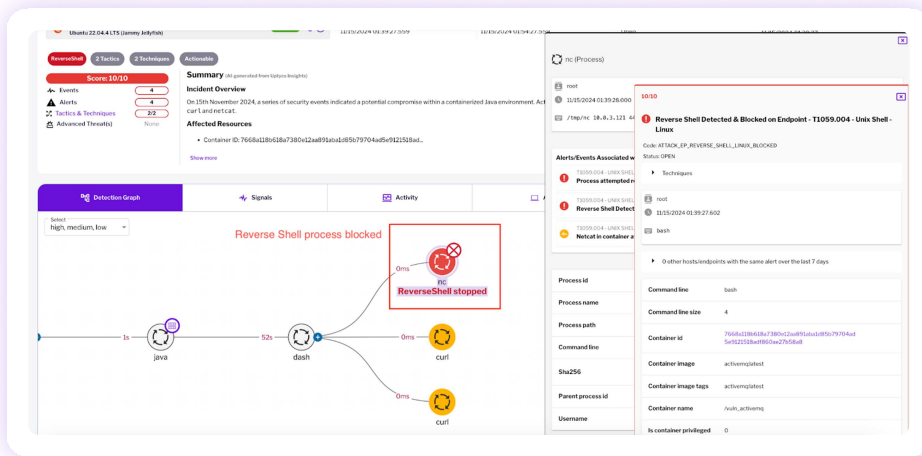 Ubuntu 22.04.4 LTS (Jammy Jellyfish)
11/15/2024 01:39:27.559
11/15/2024 01:54:27.559
ReverseShell
2 Tactics
2 Techniques
Actionable
Score: 10/10
Events
4
Alerts
4
Tactics & Techniques
2/2
Advanced Threat(s)
None
Summary (AI-generated from Uptycs Insights)
Incident Overview
On 15th November 2024, a series of security events indicated a potential compromise within a containerized Java environment. Act
curl and netcat.
Affected Resources
Container ID: 7668a118b618a7380e12aa891aba1d85b79704ad5e9121518ad...
Show more
Detection Graph
Signals
Activity
Select
high, medium, low
Reverse Shell process blocked
0ms
nc
ReverseShell stopped
1s
java
52s
dash
0ms
curl
0ms
curl
nc (Process)
root
11/15/2024 01:39:28.000
/tmp/nc 10.0.3.121 44
Alerts/Events Associated w
T1059.004 - UNIX SHEL
Process attempted r
T1059.004 - UNIX SHEL
Reverse Shell Detect
T1059.004 - UNIX SHEL
Netcat in container a
Process id
Process name
Process path
Command line
Sha256
Parent process id
Username
10/10
Reverse Shell Detected & Blocked on Endpoint - T1059.004 - Unix Shell -
Linux
Code: ATTACK_EP_REVERSE_SHELL_LINUX_BLOCKED
Status: OPEN
Techniques
root
11/15/2024 01:39:27.602
bash
0 other hosts/endpoints with the same alert over the last 7 days
Command line
bash
Command line size
4
Container id
7668a118b618a7380e12aa891aba1d85b79704ad
5e9121518adf860ae27b58a8
Container image
activemq:latest
Container image tags
activemq:latest
Container name
/vuln_activemq
Is container privileged
0